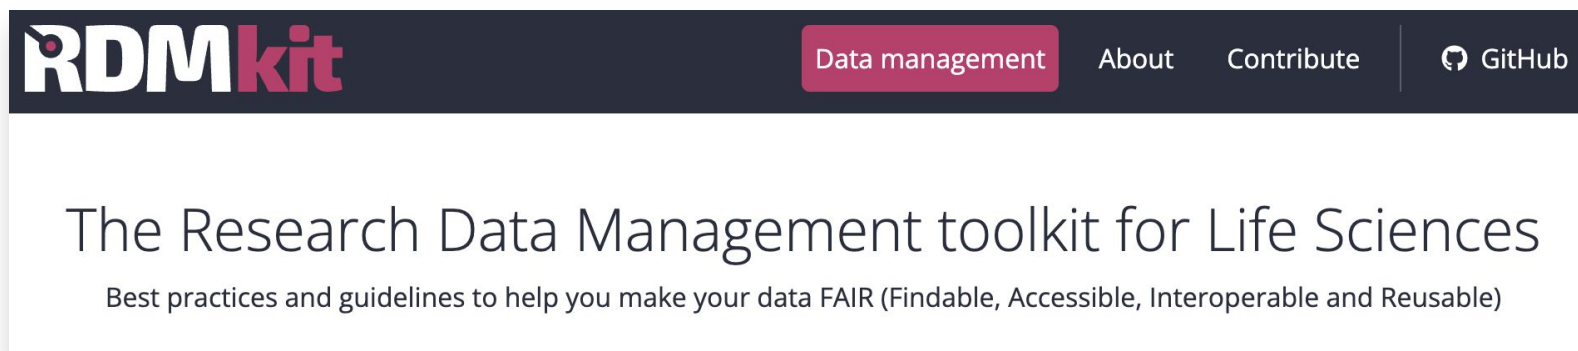 RDMkit
Data management
About
Contribute
GitHub
The Research Data Management toolkit for Life Sciences
Best practices and guidelines to help you make your data FAIR (Findable, Accessible, Interoperable and Reusable)